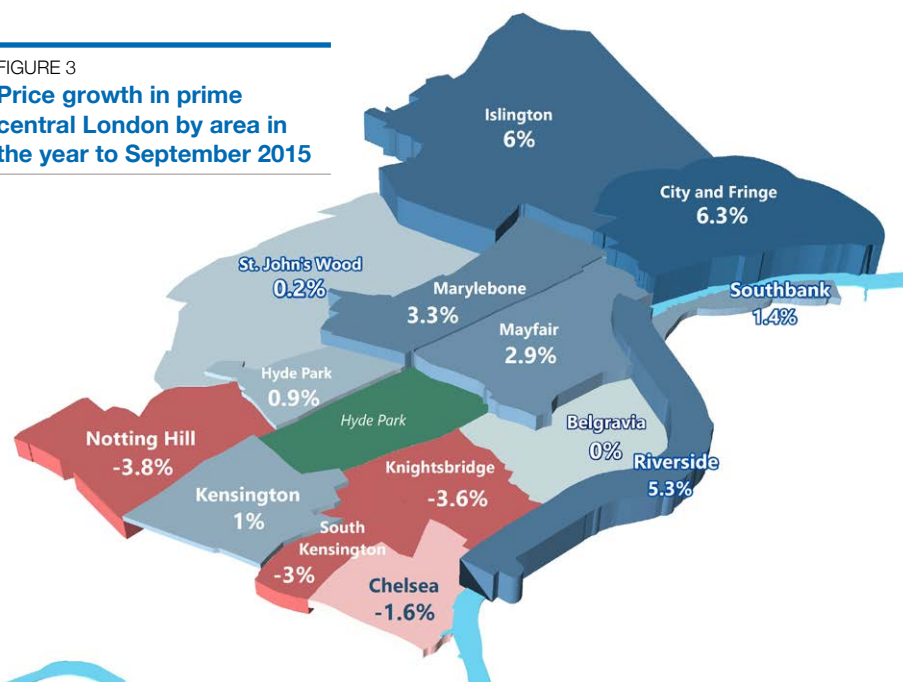 FIGURE 3
Price growth in prime
central London by area in
the year to September 2015
Islington
6%
City and Fringe
6.3%
St. John's Wood
0.2%
Marylebone
3.3%
Southbank
1.4%
Mayfair
2.9%
Hyde Park
0.9%
Hyde Park
Belgravia
0%
Notting Hill
-3.8%
Riverside
5.3%
Knightsbridge
-3.6%
Kensington
1%
South
Kensington
-3%
Chelsea
-1.6%